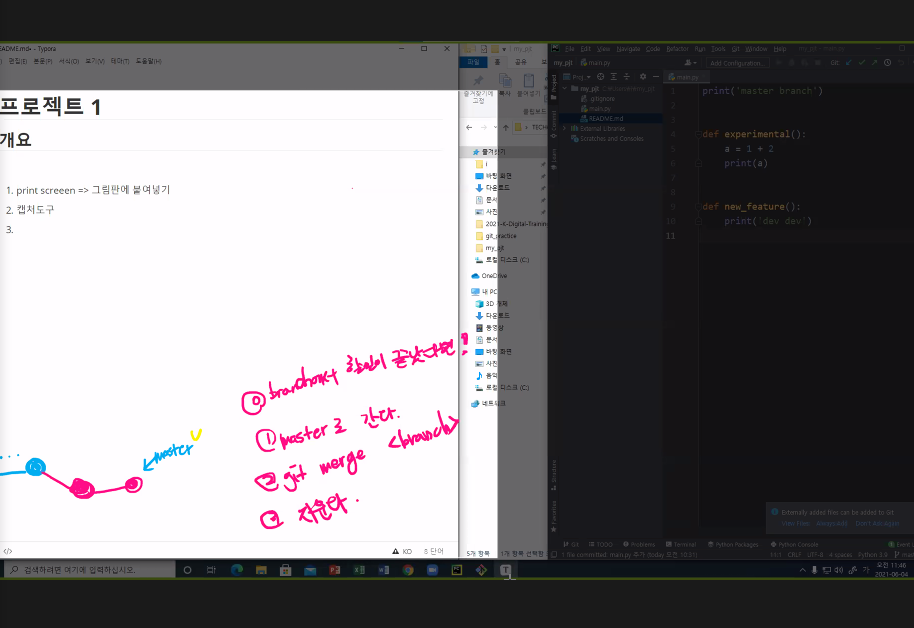 EADME.md• - Typora
편집(E) 문단(P) 서식(O) 보기(V) 테마(T) 도움말(H)
프로젝트 1
개요
1. print screeen => 그림판에 붙여넣기
2. 캡처도구
3.
⓪ branch에서 작업이 끝났다면!
① master로 간다.
② git merge <branch>
③ 지운다.
master
</> KO 8 단어
my_pjt
파일 홈 공유
즐겨찾기에 고정
복사 붙여넣기
클립보드
TECH
즐겨찾기
바탕 화면
다운로드
문서
사진
2021-K-Digital-Training
git_practice
my_pjt
로컬 디스크 (C:)
OneDrive
내 PC
3D 개체
다운로드
동영상
문서
바탕 화면
사진
음악
로컬 디스크 (C:)
네트워크
5개 항목 1개 항목 선택함
File Edit View Navigate Code Refactor Run Tools Git Window Help my_pjt - main.py
my_pjt main.py Add Configuration... Git:
Proj... main.py
my_pjt
.gitignore
main.py
README.md
External Libraries
Scratches and Consoles
print('master branch')
def experimental():
a = 1 + 2
print(a)
def new_feature():
print('dev dev')
11
Externally added files can be added to Git
View Files Always Add Don't Ask Again
Git TODO Problems Terminal Python Packages Python Console Event
1 file committed: main.py 추가 (today 오전 10:31) 11:1 CRLF UTF-8 4 spaces Python 3.9
검색하려면 여기에 입력하십시오.
가 오전 11:46
2021-06-04